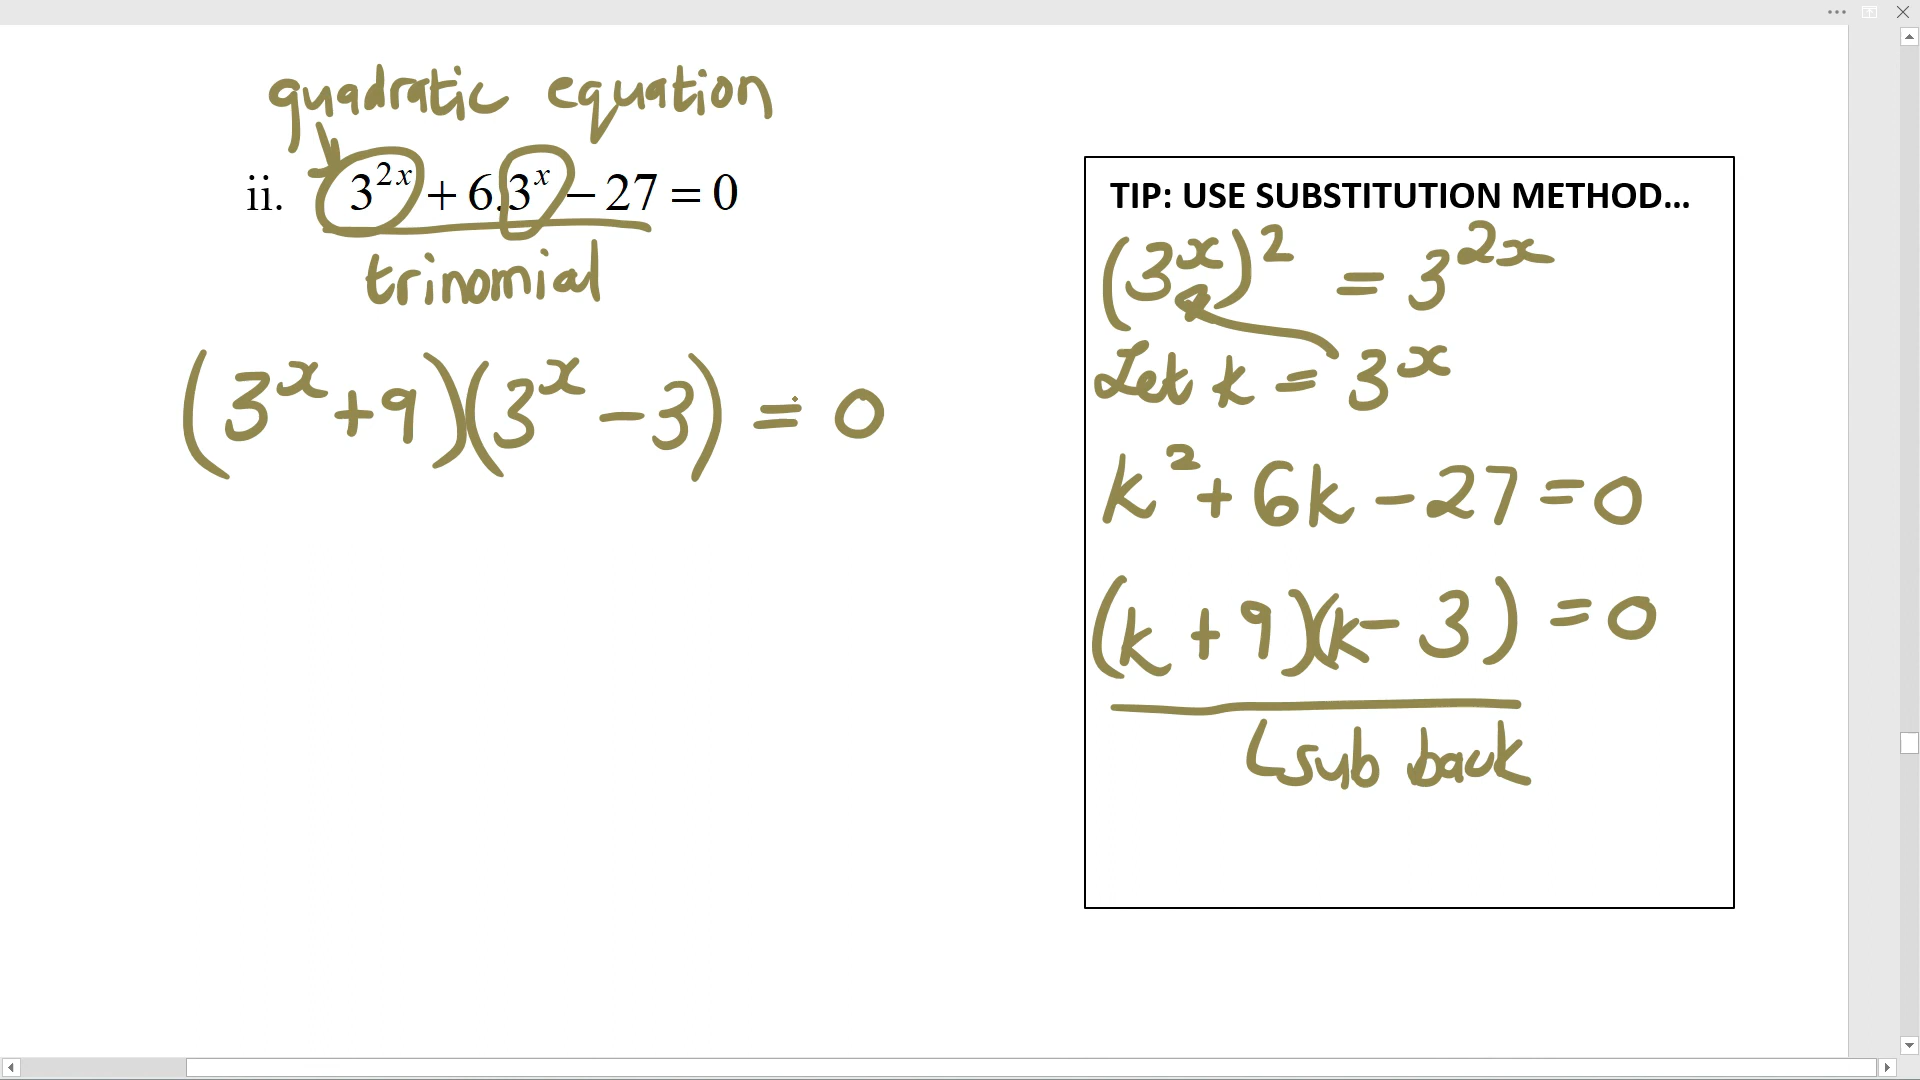 quadratic equation
ii. 3^{2x} + 6.3^x − 27 = 0
trinomial
(3^x + 9)(3^x − 3) = 0
TIP: USE SUBSTITUTION METHOD...
(3^x)^2 = 3^{2x}
Let k = 3^x
k^2 + 6k − 27 = 0
(k + 9)(k − 3) = 0
sub back